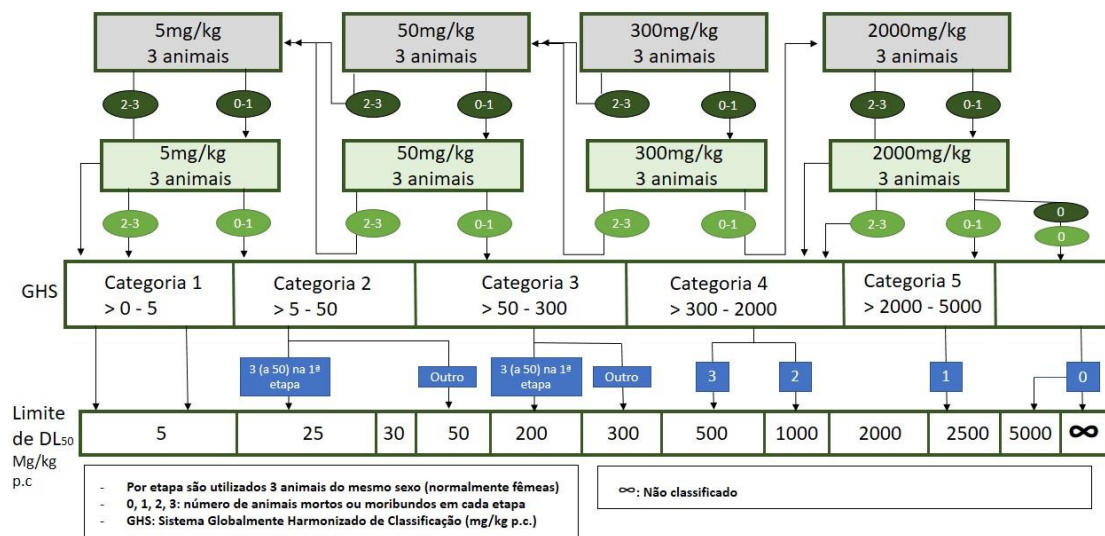 5mg/kg
3 animais
50mg/kg
3 animais
300mg/kg
3 animais
2000mg/kg
3 animais
2-3
0-1
2-3
0-1
2-3
0-1
2-3
0-1
5mg/kg
3 animais
50mg/kg
3 animais
300mg/kg
3 animais
2000mg/kg
3 animais
2-3
0-1
2-3
0-1
2-3
0-1
2-3
0-1
0
0
GHS
Categoria 1
> 0 - 5
Categoria 2
> 5 - 50
Categoria 3
> 50 - 300
Categoria 4
> 300 - 2000
Categoria 5
> 2000 - 5000
3 (a 50) na 1ª
etapa
Outro
3 (a 50) na 1ª
etapa
Outro
3
2
1
0
Limite
de DL50
Mg/kg
p.c
5
25
30
50
200
300
500
1000
2000
2500
5000
∞
- Por etapa são utilizados 3 animais do mesmo sexo (normalmente fêmeas)
- 0, 1, 2, 3: número de animais mortos ou moribundos em cada etapa
- GHS: Sistema Globalmente Harmonizado de Classificação (mg/kg p.c.)
∞: Não classificado